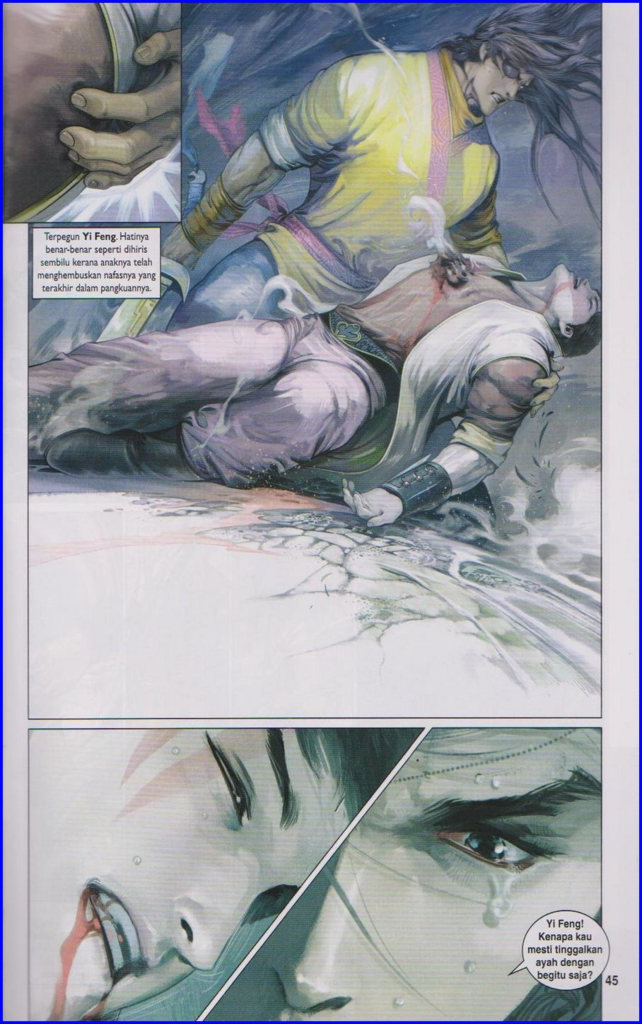 Terpegun Yi Feng. Hatinya
benar-benar seperti dihiris
sembilu kerana anaknya telah
menghembuskan nafasnya yang
terakhir dalam pangkuannya.
Yi Feng!
Kenapa kau
mesti tinggalkan
ayah dengan
begitu saja?
45